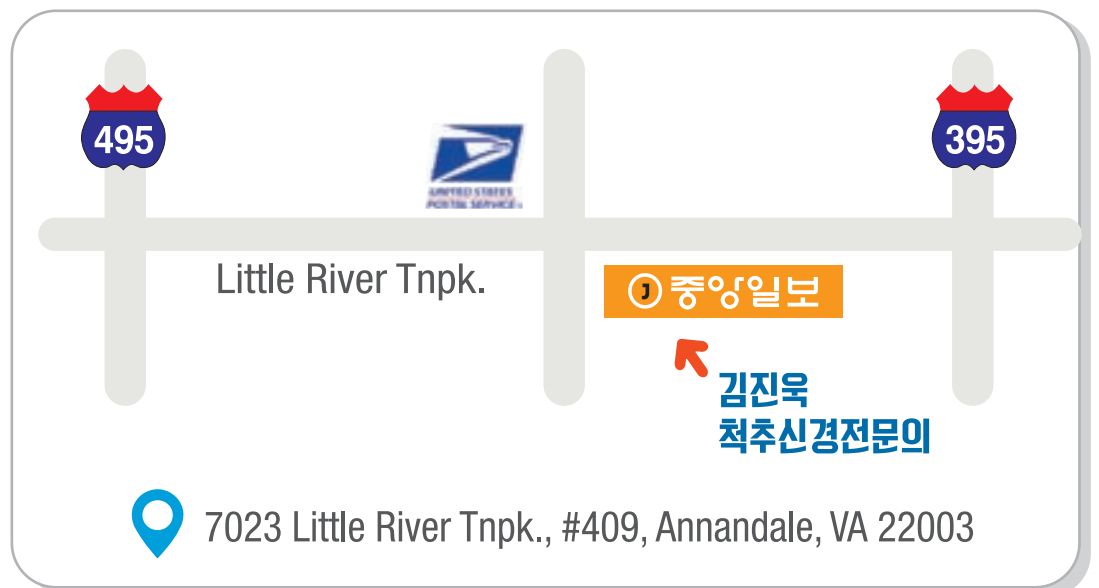 495
395
UNITED STATES
POSTAL SERVICE®
Little River Tnpk.
J 중앙일보
김진욱
척추신경전문의
7023 Little River Tnpk., #409, Annandale, VA 22003